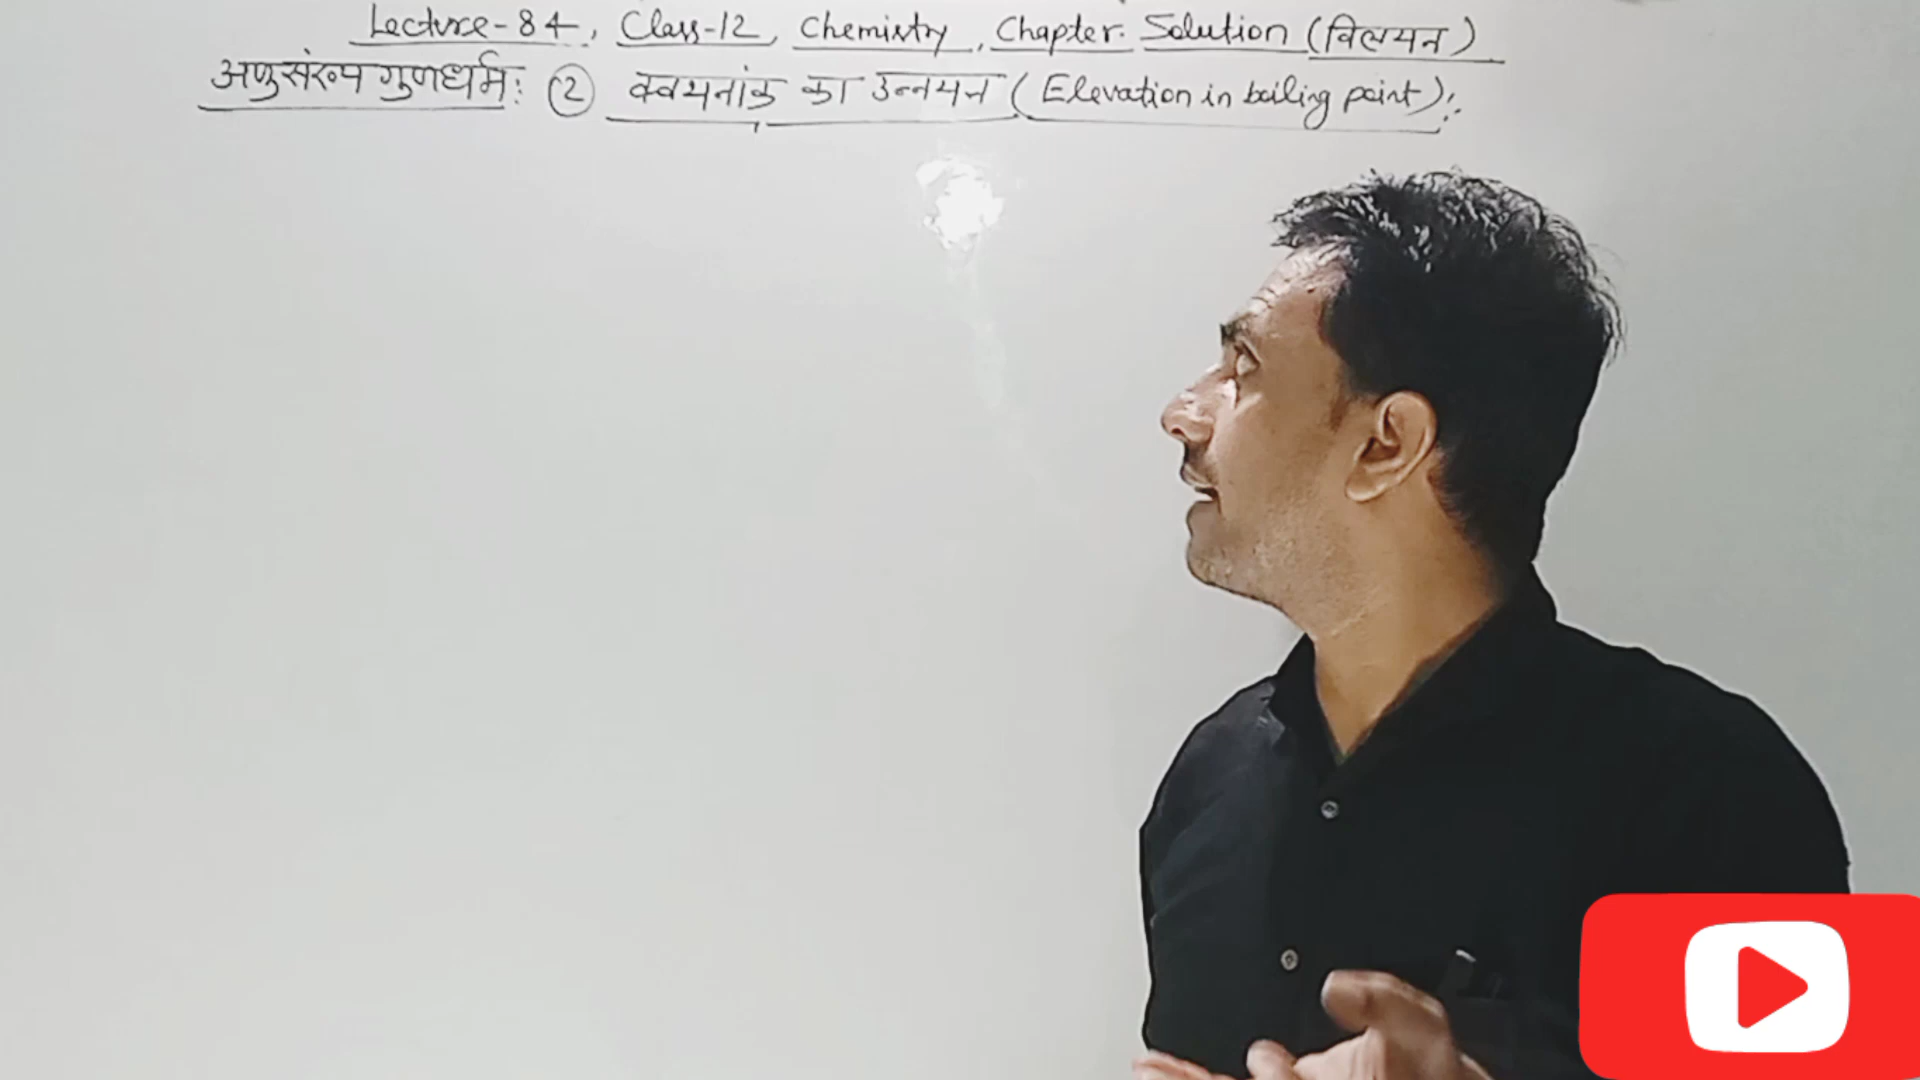 Lecture-84, Class-12, Chemistry, Chapter. Solution (विलयन)
अणुसंख्य गुणधर्म: (2) क्वथनांक का उन्नयन (Elevation in boiling point):